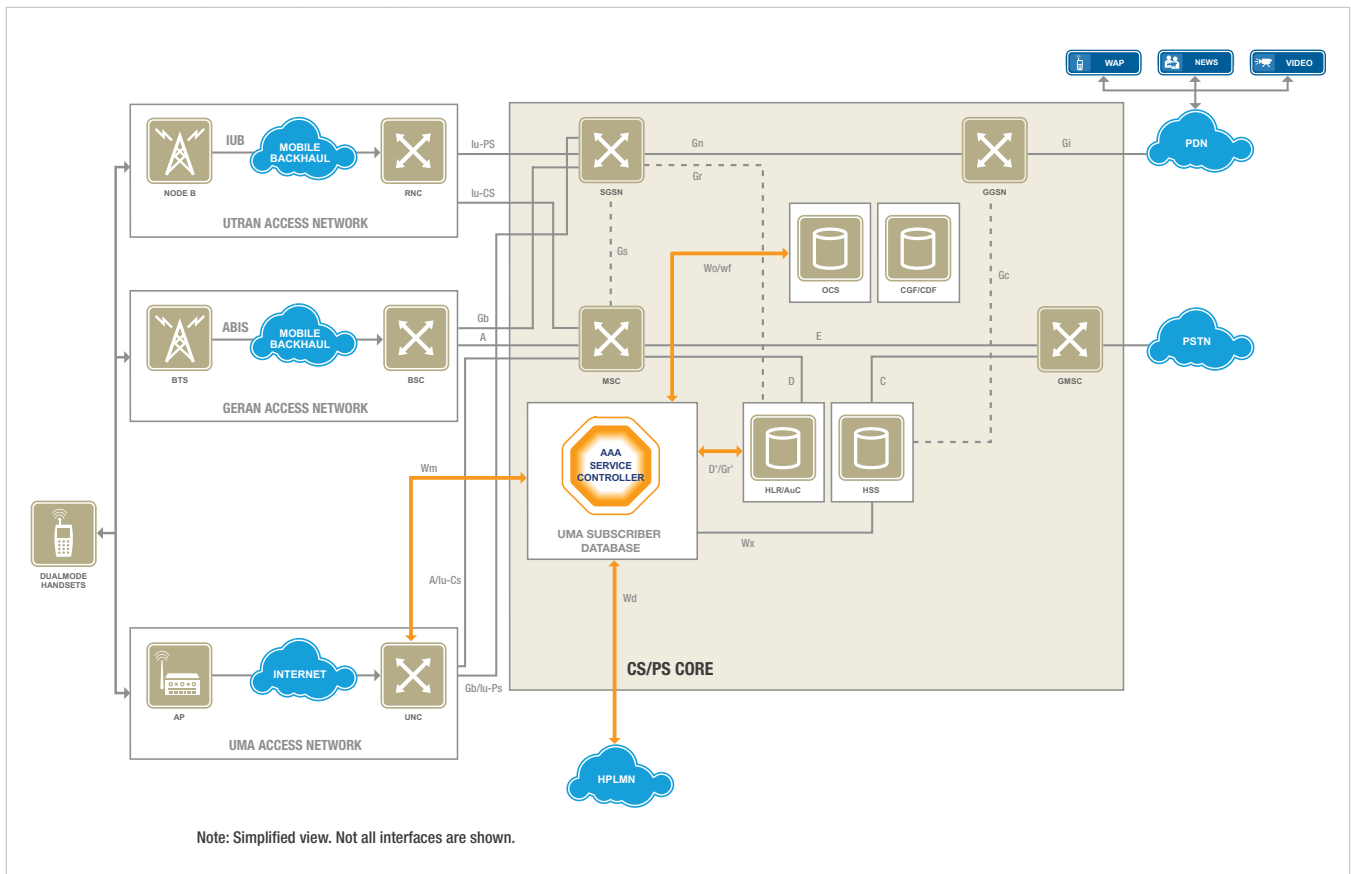 WAP
NEWS
VIDEO
IUB
MOBILE
BACKHAUL
NODE B
RNC
UTRAN ACCESS NETWORK
Iu-PS
Iu-CS
SGSN
Gn
Gr
GGSN
Gi
PDN
Gs
Wo/wf
OCS
CGF/CDF
Gc
ABIS
MOBILE
BACKHAUL
BTS
BSC
GERAN ACCESS NETWORK
Gb
A
MSC
E
GMSC
PSTN
D
C
AAA
SERVICE
CONTROLLER
UMA SUBSCRIBER
DATABASE
D'/Gr'
HLR/AuC
HSS
Wx
Wm
DUALMODE
HANDSETS
A/Iu-Cs
Wd
INTERNET
AP
UNC
UMA ACCESS NETWORK
Gb/Iu-Ps
CS/PS CORE
HPLMN
Note: Simplified view. Not all interfaces are shown.